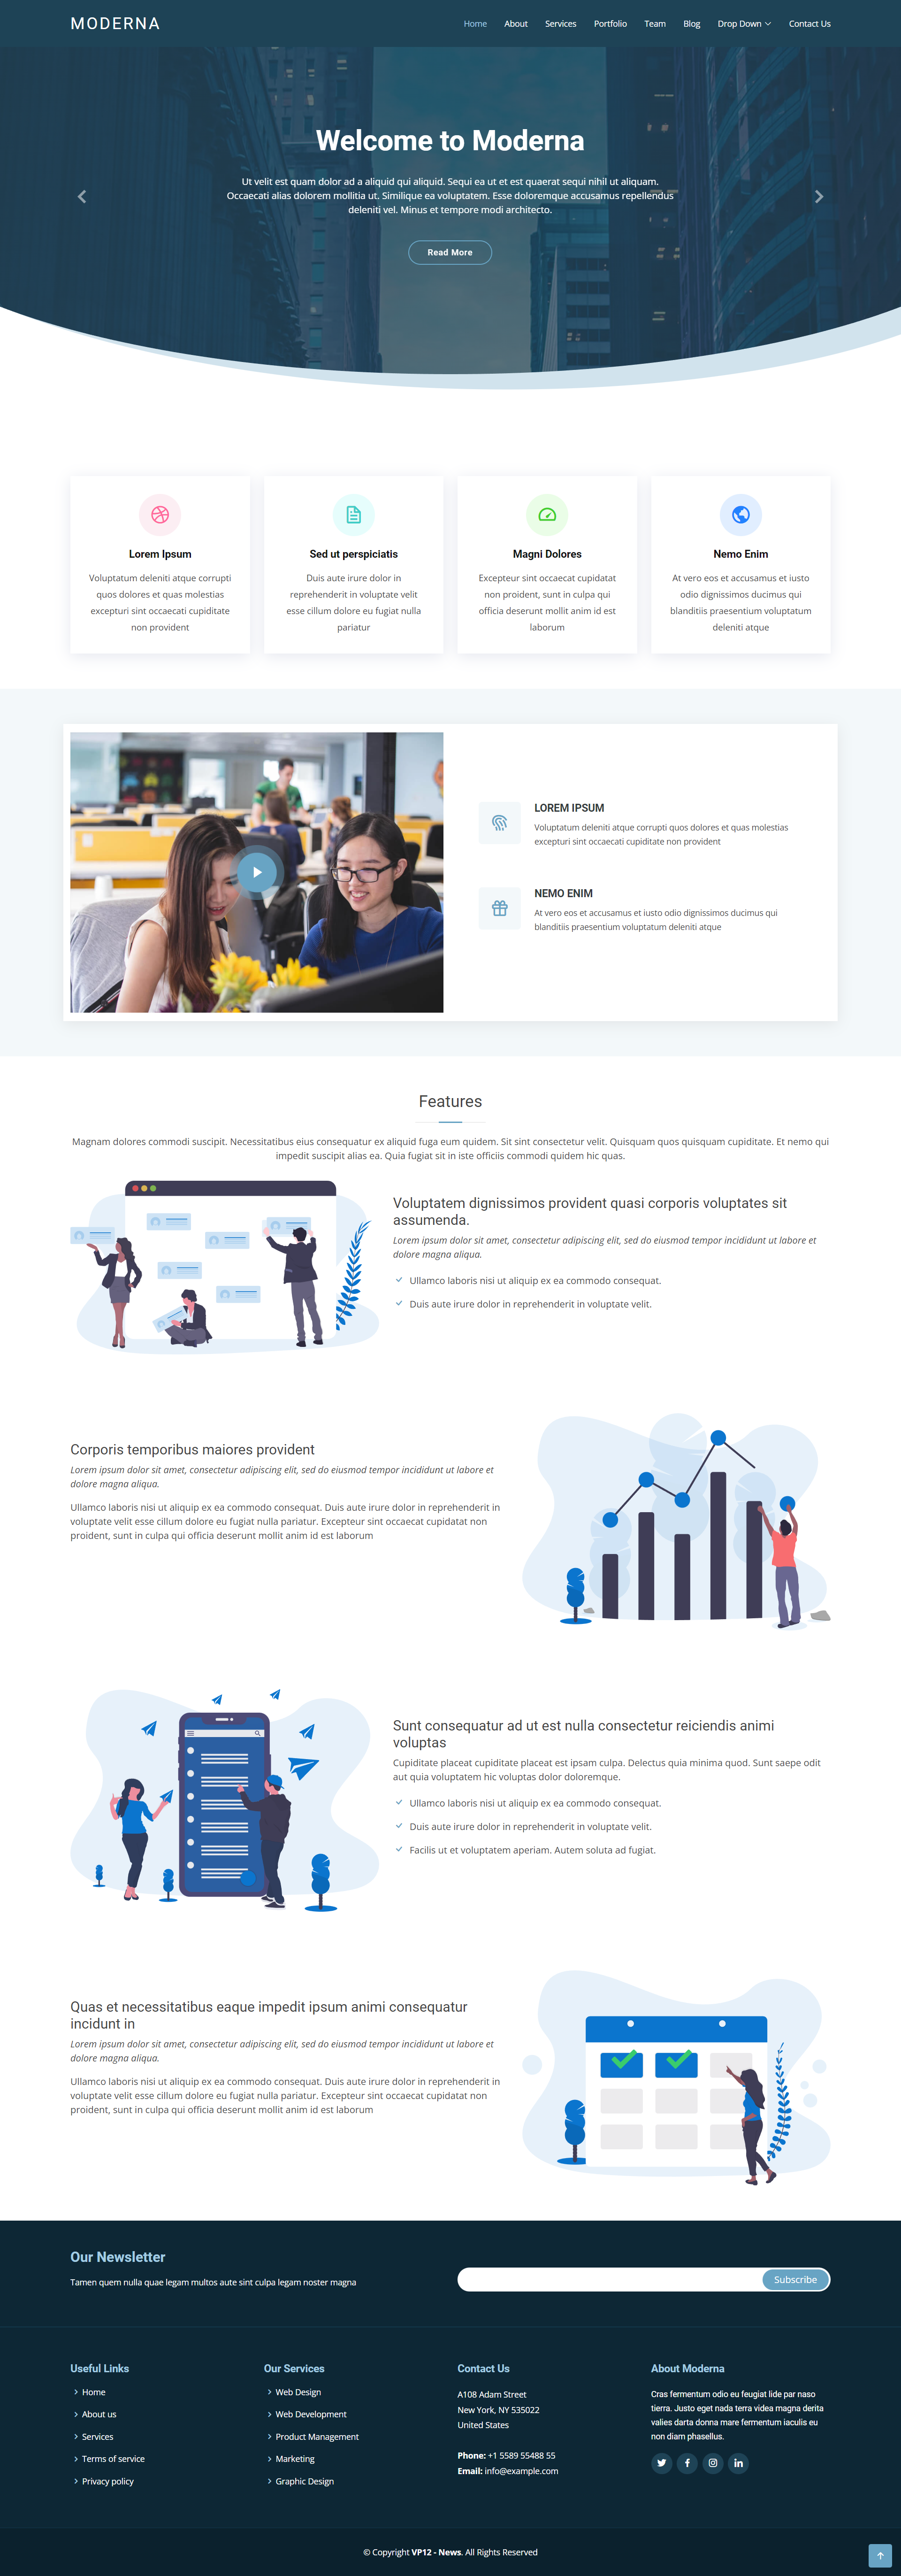 MODERNA
Home About Services Portfolio Team Blog Drop Down Contact Us
Welcome to Moderna
Ut velit est quam dolor ad a aliquid qui aliquid. Sequi ea ut et est quaerat sequi nihil ut aliquam.
Occaecati alias dolorem mollitia ut. Similique ea voluptatem. Esse doloremque accusamus repellendus
deleniti vel. Minus et tempore modi architecto.
Read More
Lorem Ipsum
Voluptatum deleniti atque corrupti
quos dolores et quas molestias
excepturi sint occaecati cupiditate
non provident
Sed ut perspiciatis
Duis aute irure dolor in
reprehenderit in voluptate velit
esse cillum dolore eu fugiat nulla
pariatur
Magni Dolores
Excepteur sint occaecat cupidatat
non proident, sunt in culpa qui
officia deserunt mollit anim id est
laborum
Nemo Enim
At vero eos et accusamus et iusto
odio dignissimos ducimus qui
blanditiis praesentium voluptatum
deleniti atque
LOREM IPSUM
Voluptatum deleniti atque corrupti quos dolores et quas molestias
excepturi sint occaecati cupiditate non provident
NEMO ENIM
At vero eos et accusamus et iusto odio dignissimos ducimus qui
blanditiis praesentium voluptatum deleniti atque
Features
Magnam dolores commodi suscipit. Necessitatibus eius consequatur ex aliquid fuga eum quidem. Sit sint consectetur velit. Quisquam quos quisquam cupiditate. Et nemo qui
impedit suscipit alias ea. Quia fugiat sit in iste officiis commodi quidem hic quas.
Voluptatem dignissimos provident quasi corporis voluptates sit
assumenda.
Lorem ipsum dolor sit amet, consectetur adipiscing elit, sed do eiusmod tempor incididunt ut labore et
dolore magna aliqua.
Ullamco laboris nisi ut aliquip ex ea commodo consequat.
Duis aute irure dolor in reprehenderit in voluptate velit.
Corporis temporibus maiores provident
Lorem ipsum dolor sit amet, consectetur adipiscing elit, sed do eiusmod tempor incididunt ut labore et
dolore magna aliqua.
Ullamco laboris nisi ut aliquip ex ea commodo consequat. Duis aute irure dolor in reprehenderit in
voluptate velit esse cillum dolore eu fugiat nulla pariatur. Excepteur sint occaecat cupidatat non
proident, sunt in culpa qui officia deserunt mollit anim id est laborum
Sunt consequatur ad ut est nulla consectetur reiciendis animi
voluptas
Cupiditate placeat cupiditate placeat est ipsam culpa. Delectus quia minima quod. Sunt saepe odit
aut quia voluptatem hic voluptas dolor doloremque.
Ullamco laboris nisi ut aliquip ex ea commodo consequat.
Duis aute irure dolor in reprehenderit in voluptate velit.
Facilis ut et voluptatem aperiam. Autem soluta ad fugiat.
Quas et necessitatibus eaque impedit ipsum animi consequatur
incidunt in
Lorem ipsum dolor sit amet, consectetur adipiscing elit, sed do eiusmod tempor incididunt ut labore et
dolore magna aliqua.
Ullamco laboris nisi ut aliquip ex ea commodo consequat. Duis aute irure dolor in reprehenderit in
voluptate velit esse cillum dolore eu fugiat nulla pariatur. Excepteur sint occaecat cupidatat non
proident, sunt in culpa qui officia deserunt mollit anim id est laborum
Our Newsletter
Tamen quem nulla quae legam multos aute sint culpa legam noster magna
Subscribe
Useful Links
Home
About us
Services
Terms of service
Privacy policy
Our Services
Web Design
Web Development
Product Management
Marketing
Graphic Design
Contact Us
A108 Adam Street
New York, NY 535022
United States
Phone: +1 5589 55488 55
Email: info@example.com
About Moderna
Cras fermentum odio eu feugiat lide par naso
tierra. Justo eget nada terra videa magna derita
valies darta donna mare fermentum iaculis eu
non diam phasellus.
© Copyright VP12 - News. All Rights Reserved